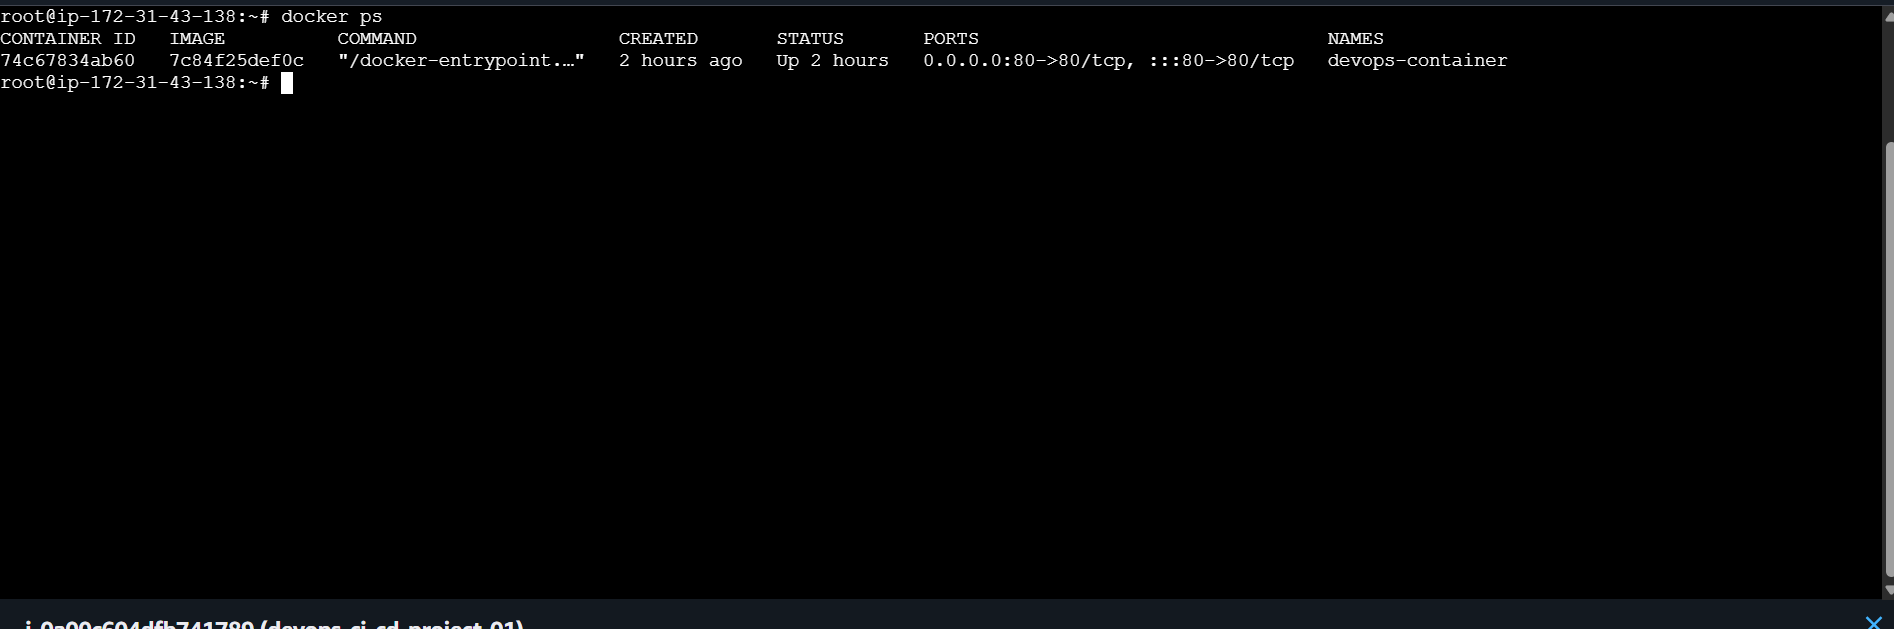 root@ip-172-31-43-138:~# docker ps
CONTAINER ID   IMAGE          COMMAND                  CREATED       STATUS       PORTS                               NAMES
74c67834ab60   7c84f25def0c   "/docker-entrypoint.…"   2 hours ago   Up 2 hours   0.0.0.0:80->80/tcp, :::80->80/tcp   devops-container
root@ip-172-31-43-138:~#
i-0a00c604dfb741789 (devops-ci-cd-project-01)